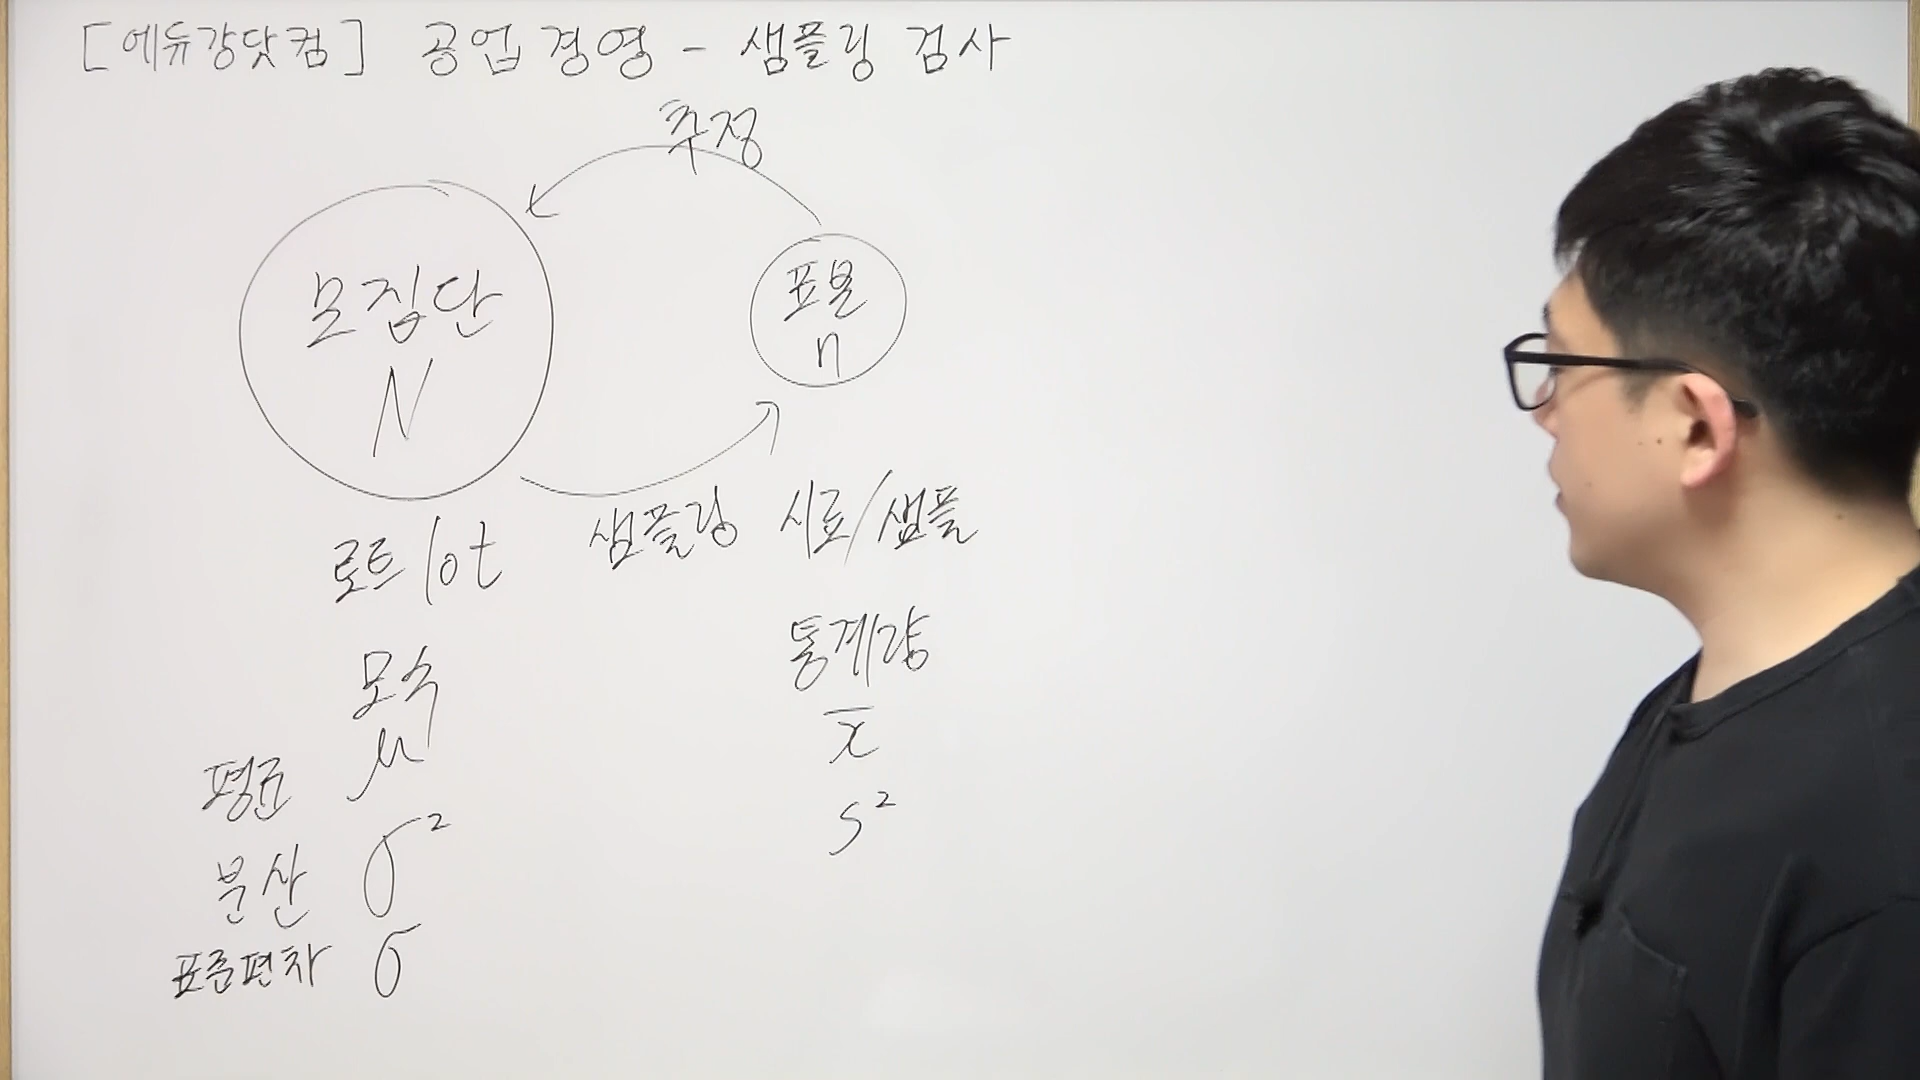 [에듀강닷컴] 공업경영 - 샘플링 검사
추정
모집단
N
표본
n
로트 lot
샘플링
시료/샘플
모수
통계량
평균 μ
x̄
분산 σ²
s²
표준편차 σ